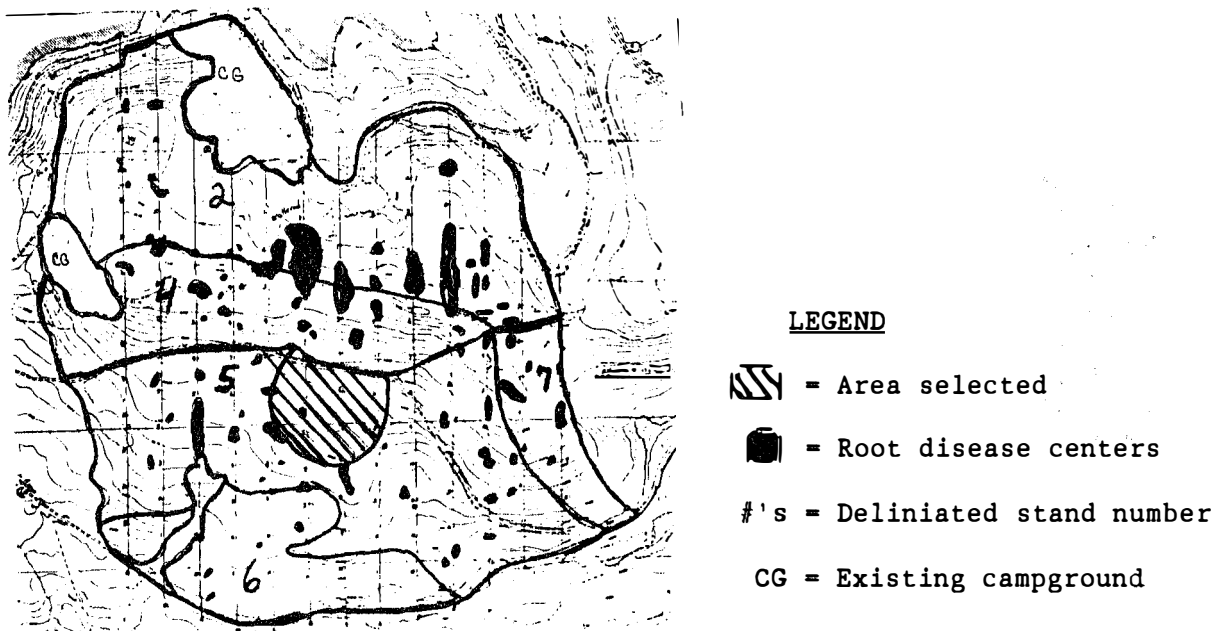 CG
2
CG
4
5
7
6
LEGEND
= Area selected
= Root disease centers
#'s = Deliniated stand number
CG = Existing campground